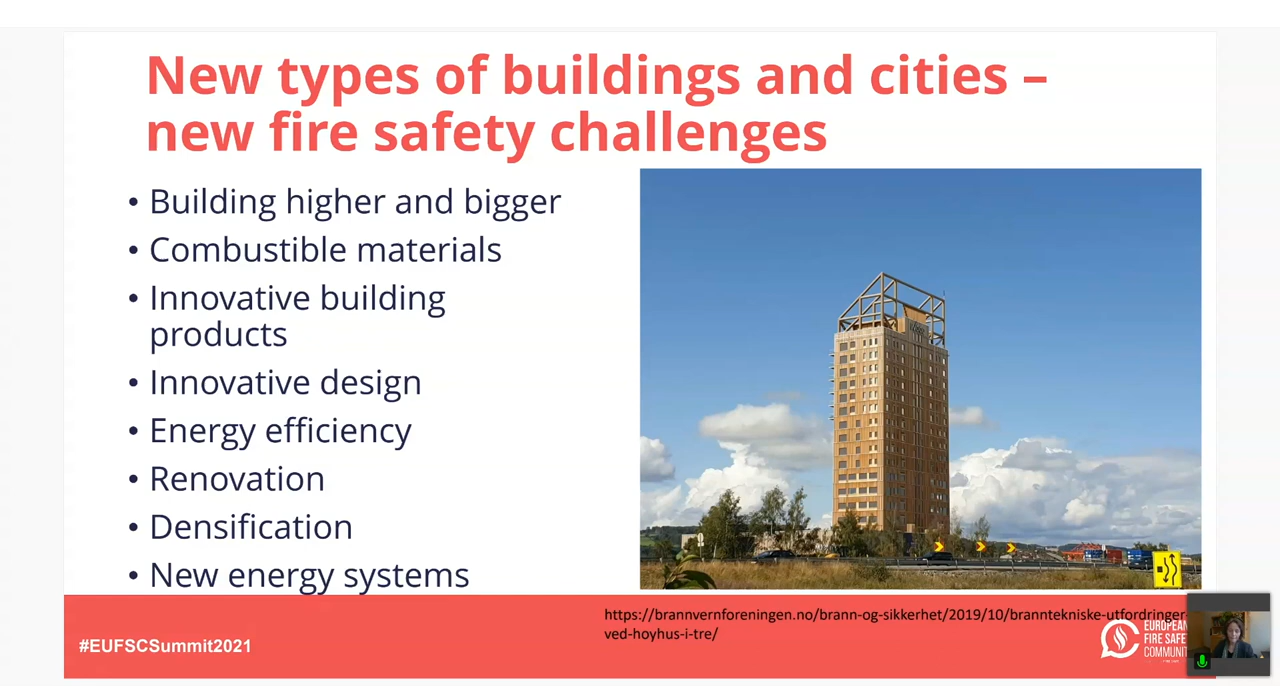 New types of buildings and cities –
new fire safety challenges
• Building higher and bigger
• Combustible materials
• Innovative building
products
• Innovative design
• Energy efficiency
• Renovation
• Densification
• New energy systems
https://brannvernforeningen.no/brann-og-sikkerhet/2019/10/branntekniske-utfordringer-
ved-hoyhus-i-tre/
#EUFSCSummit2021
EUROPEAN
FIRE SAFE
COMMUNIT